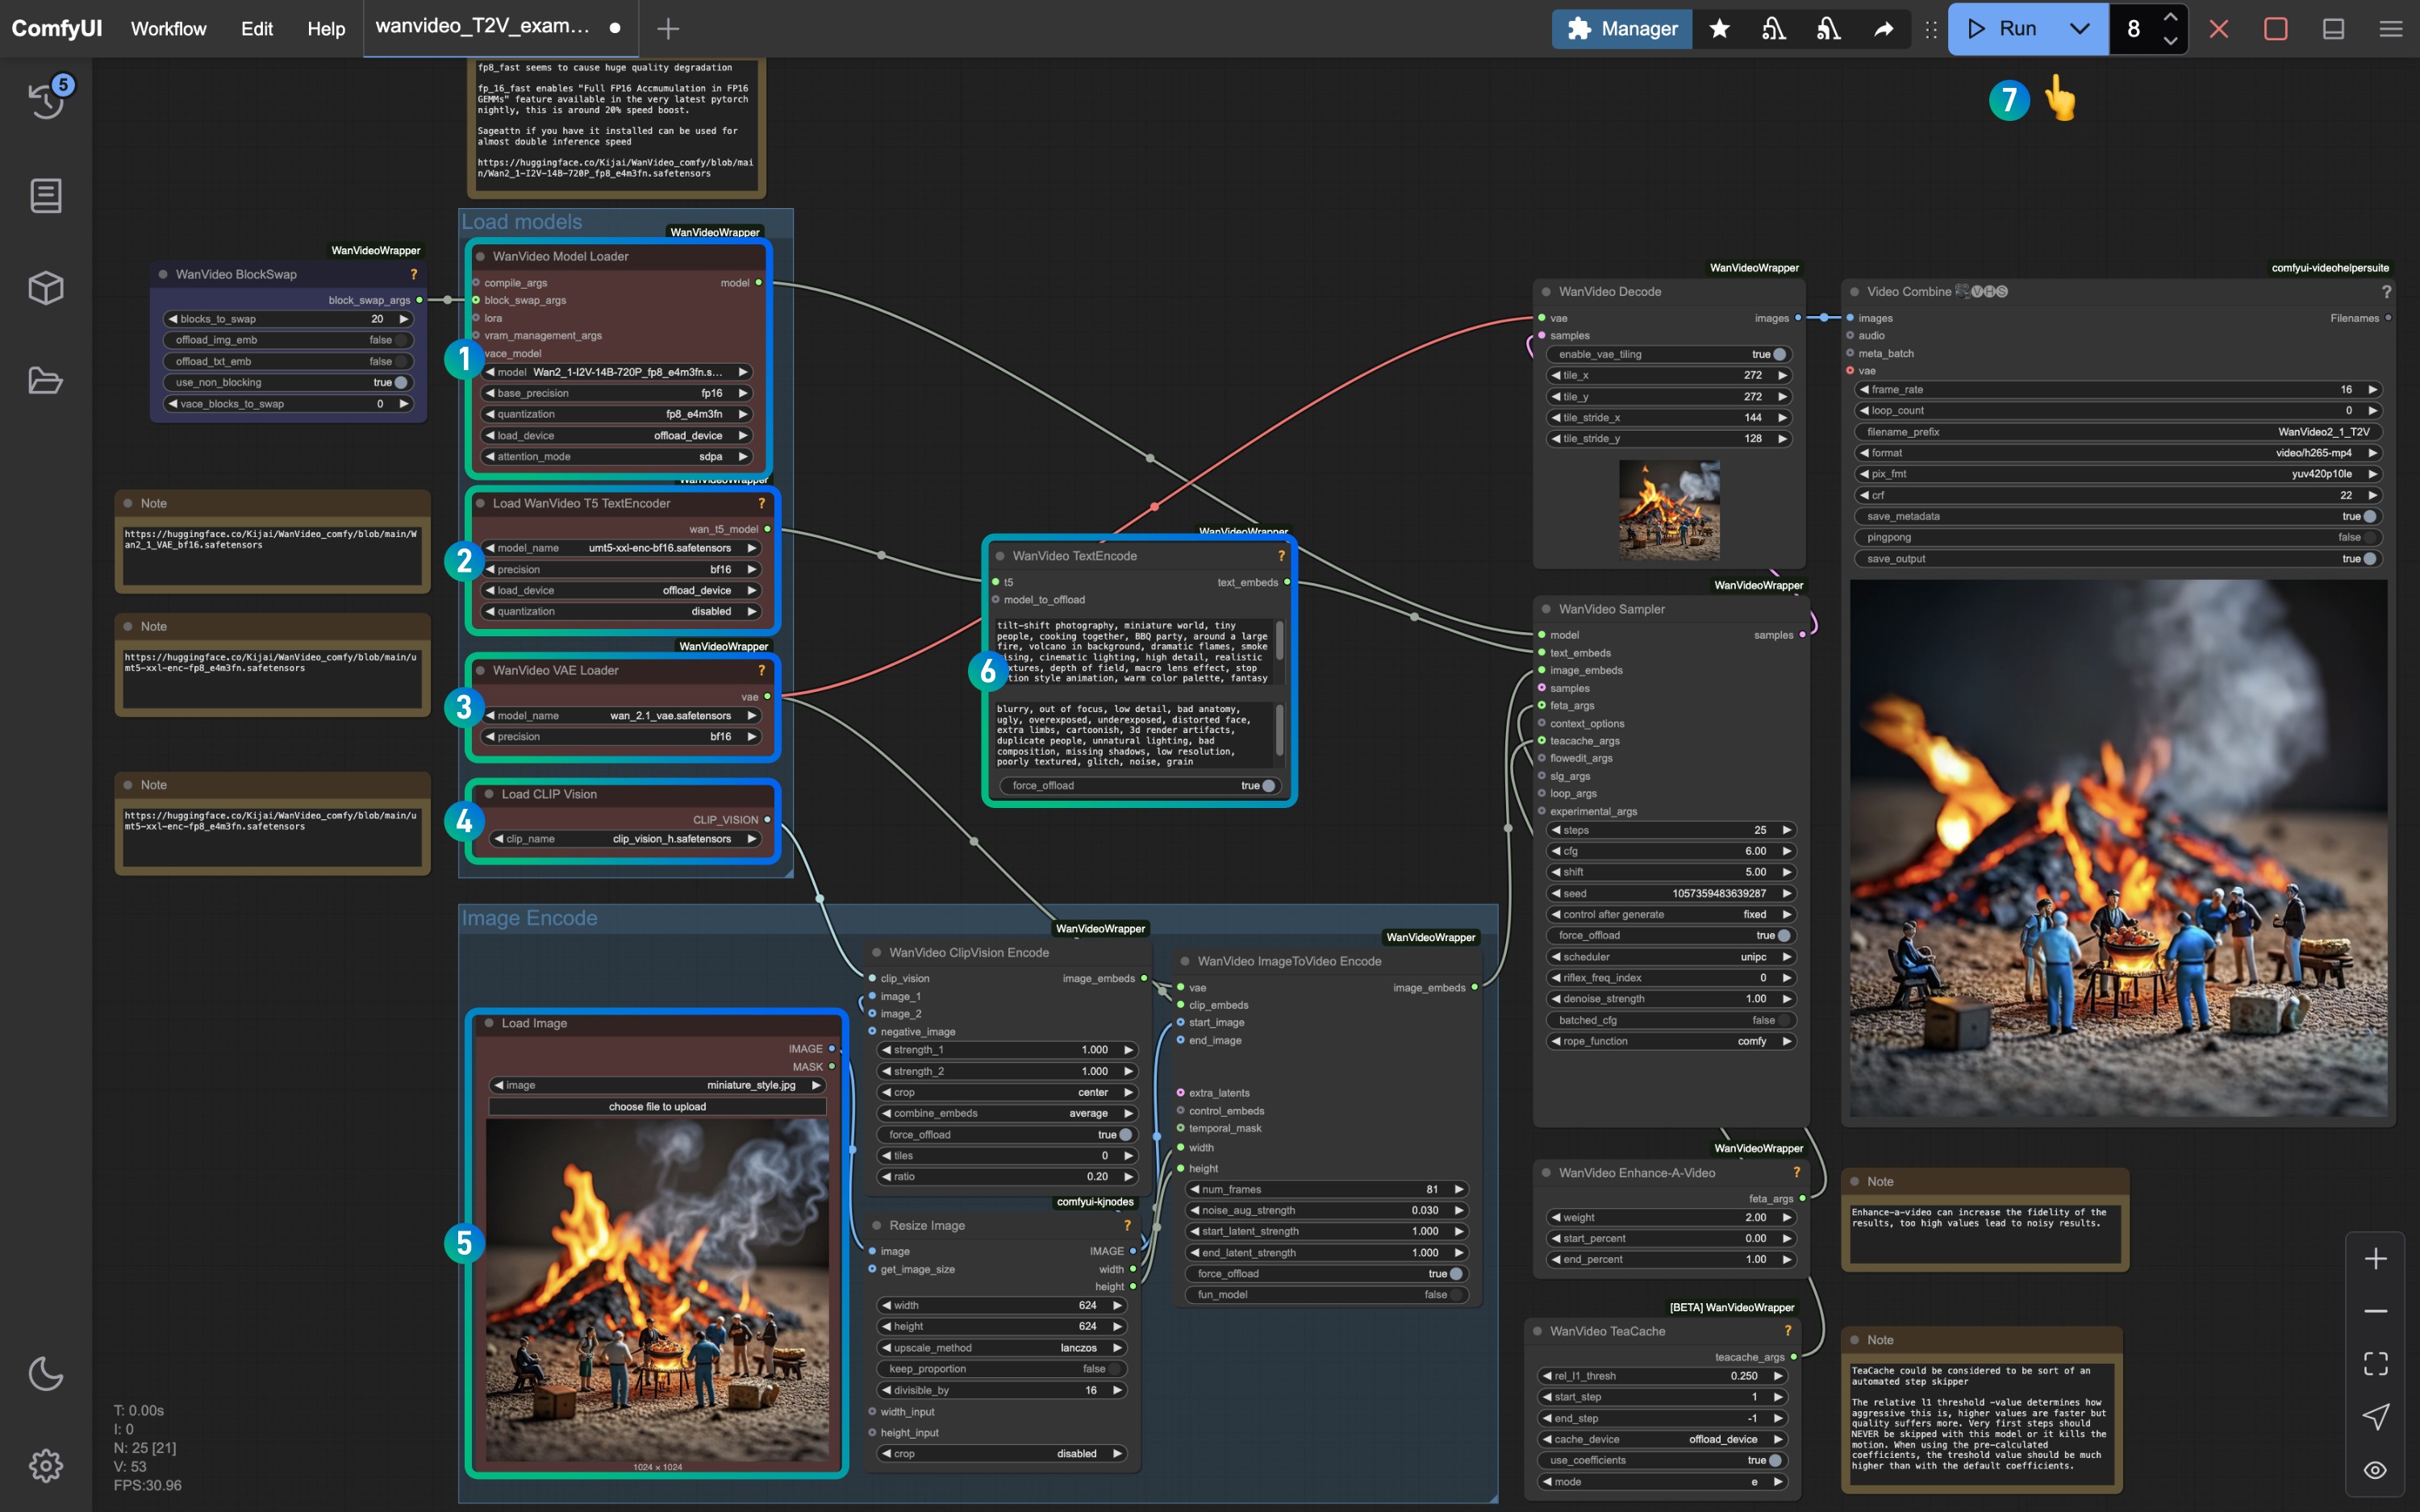 ComfyUI
Workflow
Edit
Help
wanvideo_T2V_exam...
Manager
Run
8
5
7
fp8_fast seems to cause huge quality degradation
fp_16_fast enables "Full FP16 Accmumulation in FP16
GEMMs" feature available in the very latest pytorch
nightly, this is around 20% speed boost.
Sageattn if you have it installed can be used for
almost double inference speed
https://huggingface.co/Kijai/WanVideo_comfy/blob/mai
n/Wan2_1-I2V-14B-720P_fp8_e4m3fn.safetensors
WanVideoWrapper
WanVideo BlockSwap
?
block_swap_args
blocks_to_swap 20
offload_img_emb false
offload_txt_emb false
use_non_blocking true
vace_blocks_to_swap 0
Note
https://huggingface.co/Kijai/WanVideo_comfy/blob/main/W
an2_1_VAE_bf16.safetensors
Note
https://huggingface.co/Kijai/WanVideo_comfy/blob/main/u
mt5-xxl-enc-fp8_e4m3fn.safetensors
Note
https://huggingface.co/Kijai/WanVideo_comfy/blob/main/u
mt5-xxl-enc-fp8_e4m3fn.safetensors
Load models
WanVideoWrapper
WanVideo Model Loader
compile_args model
block_swap_args
lora
vram_management_args
1
vace_model
model Wan2_1-I2V-14B-720P_fp8_e4m3fn.s...
base_precision fp16
quantization fp8_e4m3fn
load_device offload_device
attention_mode sdpa
WanVideoWrapper
Load WanVideo T5 TextEncoder ?
wan_t5_model
2
model_name umt5-xxl-enc-bf16.safetensors
precision bf16
load_device offload_device
quantization disabled
WanVideoWrapper
WanVideo VAE Loader ?
vae
3
model_name wan_2.1_vae.safetensors
precision bf16
Load CLIP Vision
CLIP_VISION
4
clip_name clip_vision_h.safetensors
WanVideoWrapper
WanVideo TextEncode ?
t5 text_embeds
model_to_offload
6
tilt-shift photography, miniature world, tiny
people, cooking together, BBQ party, around a large
fire, volcano in background, dramatic flames, smoke
ising, cinematic lighting, high detail, realistic
xtures, depth of field, macro lens effect, stop
tion style animation, warm color palette, fantasy
blurry, out of focus, low detail, bad anatomy,
ugly, overexposed, underexposed, distorted face,
extra limbs, cartoonish, 3d render artifacts,
duplicate people, unnatural lighting, bad
composition, missing shadows, low resolution,
poorly textured, glitch, noise, grain
force_offload true
Image Encode
5
Load Image
IMAGE
MASK
image miniature_style.jpg
choose file to upload
1024 × 1024
WanVideoWrapper
WanVideo ClipVision Encode
clip_vision image_embeds
image_1
image_2
negative_image
strength_1 1.000
strength_2 1.000
crop center
combine_embeds average
force_offload true
tiles 0
ratio 0.20
comfyui-kjnodes
Resize Image ?
image IMAGE
get_image_size width
height
width 624
height 624
upscale_method lanczos
keep_proportion false
divisible_by 16
width_input
height_input
crop disabled
WanVideoWrapper
WanVideo ImageToVideo Encode
vae image_embeds
clip_embeds
start_image
end_image
extra_latents
control_embeds
temporal_mask
width
height
num_frames 81
noise_aug_strength 0.030
start_latent_strength 1.000
end_latent_strength 1.000
force_offload true
fun_model false
WanVideoWrapper
WanVideo Decode
vae images
samples
enable_vae_tiling true
tile_x 272
tile_y 272
tile_stride_x 144
tile_stride_y 128
WanVideoWrapper
WanVideo Sampler
model samples
text_embeds
image_embeds
samples
feta_args
context_options
teacache_args
flowedit_args
slg_args
loop_args
experimental_args
steps 25
cfg 6.00
shift 5.00
seed 1057359483639287
control after generate fixed
force_offload true
scheduler unipc
riflex_freq_index 0
denoise_strength 1.00
batched_cfg false
rope_function comfy
WanVideoWrapper
WanVideo Enhance-A-Video ?
feta_args
weight 2.00
start_percent 0.00
end_percent 1.00
[BETA] WanVideoWrapper
WanVideo TeaCache ?
teacache_args
rel_l1_thresh 0.250
start_step 1
end_step -1
cache_device offload_device
use_coefficients true
mode e
comfyui-videohelpersuite
Video Combine VHS ?
images Filenames
audio
meta_batch
vae
frame_rate 16
loop_count 0
filename_prefix WanVideo2_1_T2V
format video/h265-mp4
pix_fmt yuv420p10le
crf 22
save_metadata true
pingpong false
save_output true
Note
Enhance-a-video can increase the fidelity of the
results, too high values lead to noisy results.
Note
TeaCache could be considered to be sort of an
automated step skipper
The relative l1 threshold -value determines how
aggressive this is, higher values are faster but
quality suffers more. Very first steps should
NEVER be skipped with this model or it kills the
motion. When using the pre-calculated
coefficients, the treshold value should be much
higher than with the default coefficients.
T: 0.00s
I: 0
N: 25 [21]
V: 53
FPS:30.96